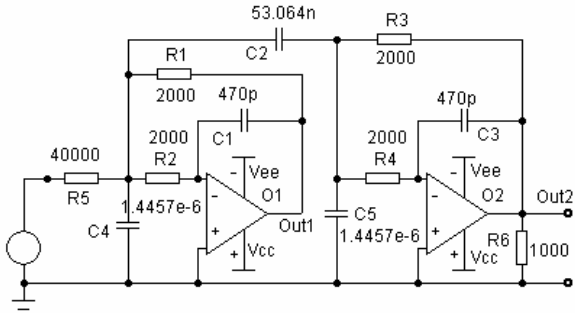 53.064n
C2
R3
2000
R1
2000
470p
C1
470p
C3
40000
R5
2000
R2
2000
R4
Vee
-
O1
Vee
-
O2
Out2
C4
1.4457e-6
-
+
Out1
C5
1.4457e-6
-
+
R6
1000
+
Vcc
+
Vcc